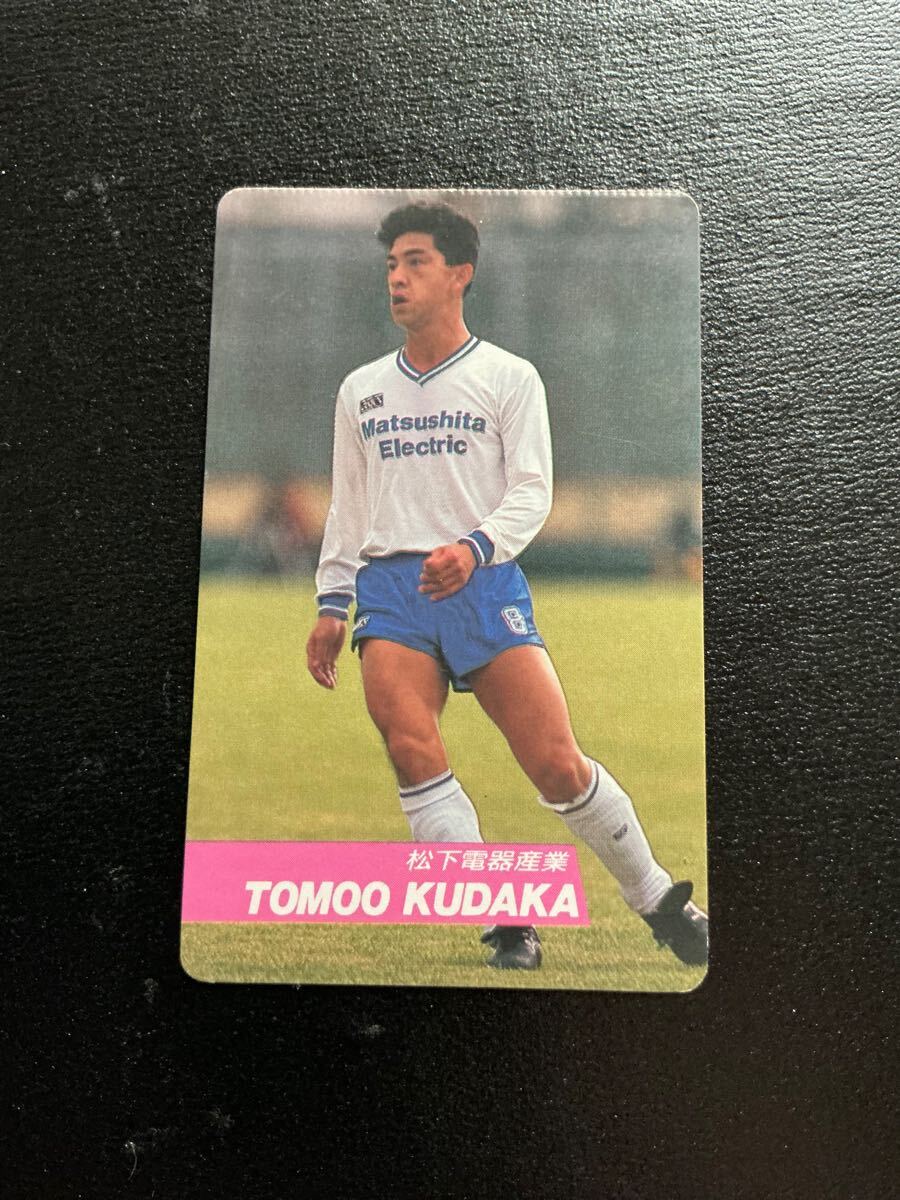 Matsushita
Electric
8
松下電器産業
TOMOO KUDAKA